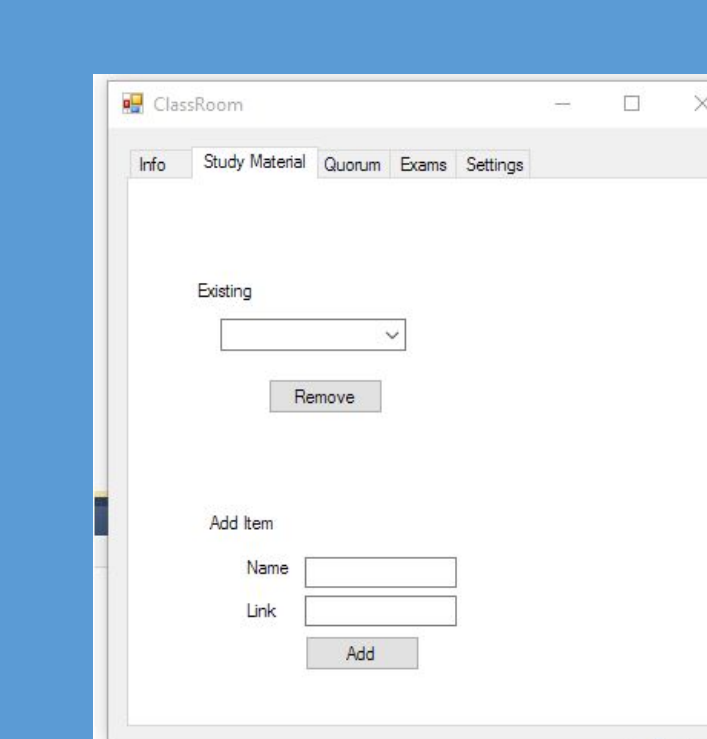 ClassRoom
Info Study Material Quorum Exams Settings
Existing
Remove
Add Item
Name
Link
Add